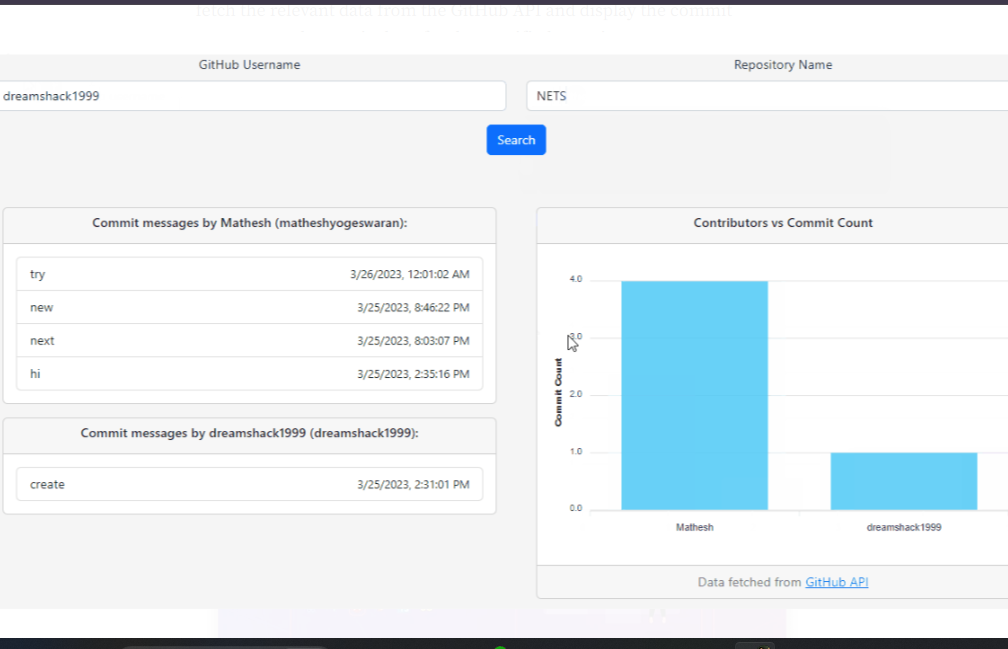 fetch the relevant data from the GitHub API and display the commit
GitHub Username
Repository Name
dreamshack1999
NETS
Search
Commit messages by Mathesh (matheshyogeswaran):
try 3/26/2023, 12:01:02 AM
new 3/25/2023, 8:46:22 PM
next 3/25/2023, 8:03:07 PM
hi 3/25/2023, 2:35:16 PM
Commit messages by dreamshack1999 (dreamshack1999):
create 3/25/2023, 2:31:01 PM
Contributors vs Commit Count
4.0
3.0
2.0
1.0
0.0
Commit Count
Mathesh
dreamshack1999
Data fetched from GitHub API